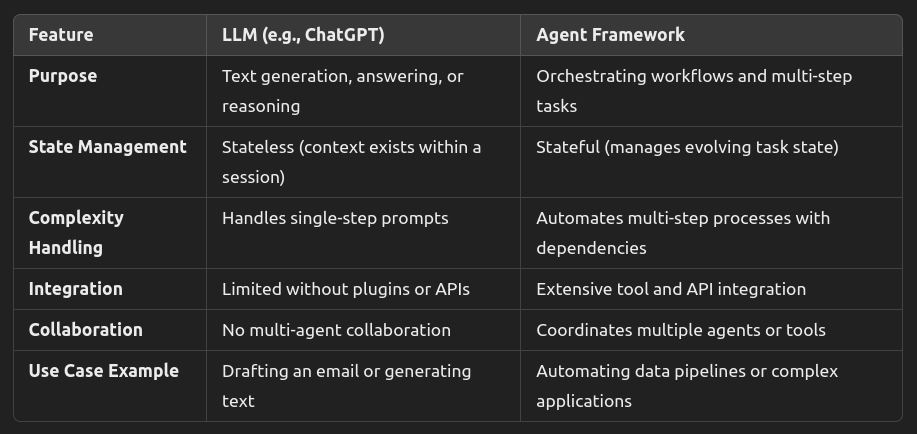 Feature LLM (e.g., ChatGPT) Agent Framework
Purpose Text generation, answering, or Orchestrating workflows and multi-step
reasoning tasks
State Management Stateless (context exists within a Stateful (manages evolving task state)
session)
Complexity Handles single-step prompts Automates multi-step processes with
Handling dependencies
Integration Limited without plugins or APIs Extensive tool and API integration
Collaboration No multi-agent collaboration Coordinates multiple agents or tools
Use Case Example Drafting an email or generating Automating data pipelines or complex
text applications